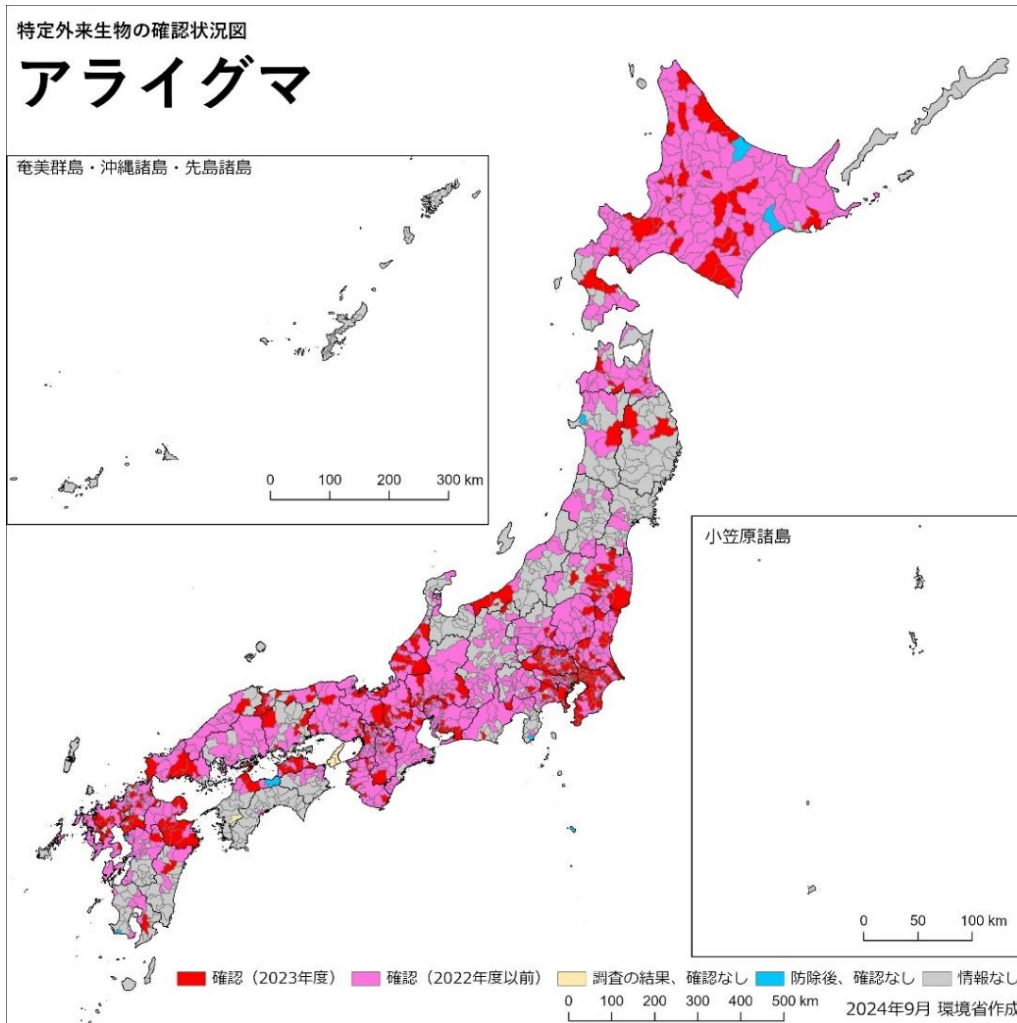 特定外来生物の確認状況図
アライグマ
奄美群島・沖縄諸島・先島諸島
0 100 200 300 km
小笠原諸島
0 50 100 km
確認（2023年度） 確認（2022年度以前） 調査の結果、確認なし 防除後、確認なし 情報なし
0 100 200 300 400 500 km
2024年9月 環境省作成